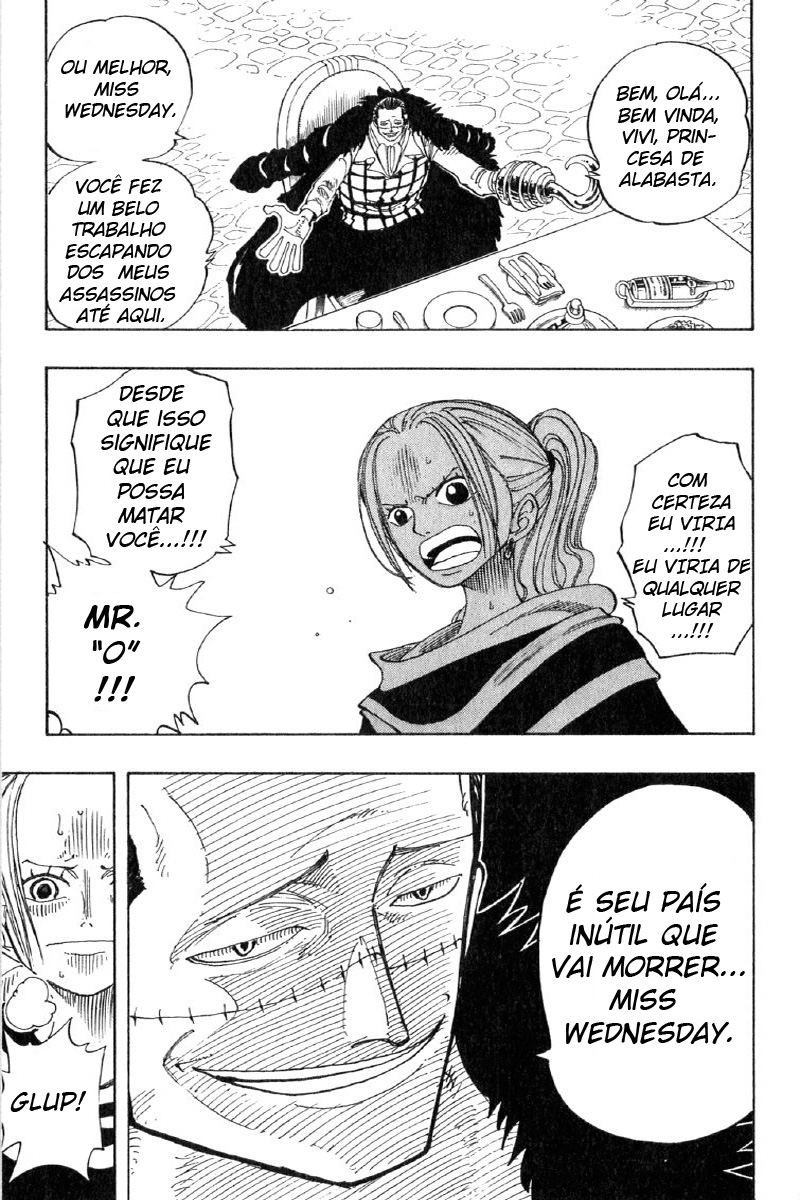 BEM, OLÁ...
BEM VINDA,
VIVI, PRIN-
CESA DE
ALABASTA.
OU MELHOR,
MISS
WEDNESDAY.
VOCÊ FEZ
UM BELO
TRABALHO
ESCAPANDO
DOS MEUS
ASSASSINOS
ATÉ AQUI.
COM
CERTEZA
EU VIRIA
...!!!
EU VIRIA DE
QUALQUER
LUGAR
...!!!
DESDE
QUE ISSO
SIGNIFIQUE
QUE EU
POSSA
MATAR
VOCÊ...!!!
MR.
"0"
!!!
É SEU PAÍS
INÚTIL QUE
VAI MORRER...
MISS
WEDNESDAY.
GLUP!